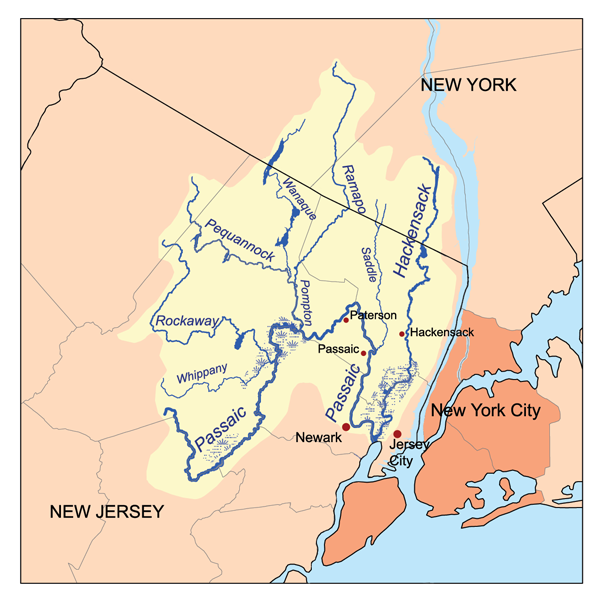 NEW YORK
Ramapo
Wanaque
Hackensack
Pequannock
Saddle
Pompton
Paterson
Rockaway
Hackensack
Passaic
Whippany
Passaic
New York City
Passaic
Newark
Jersey
City
NEW JERSEY